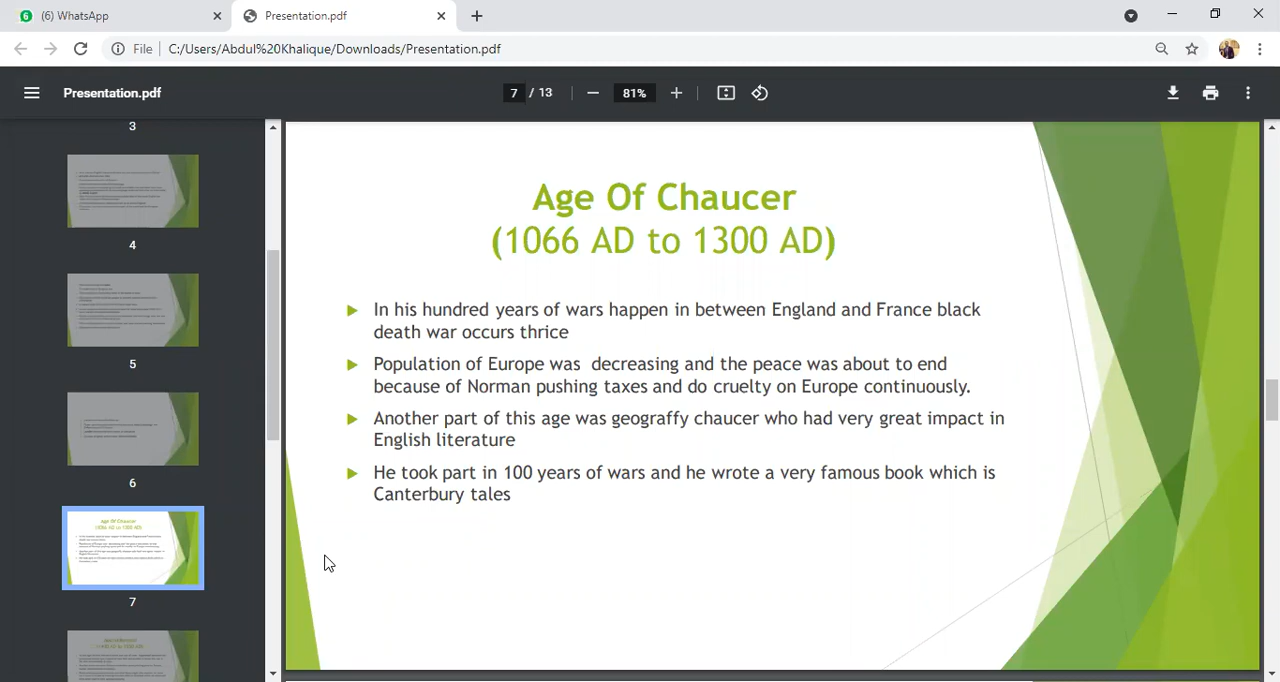 (6) WhatsApp
Presentation.pdf
File
C:/Users/Abdul%20Khalique/Downloads/Presentation.pdf
Presentation.pdf
7 / 13
81%
3
4
5
6
7
Age Of Chaucer
(1066 AD to 1300 AD)
In his hundred years of wars happen in between England and France black
death war occurs thrice
Population of Europe was decreasing and the peace was about to end
because of Norman pushing taxes and do cruelty on Europe continuously.
Another part of this age was geograffy chaucer who had very great impact in
English literature
He took part in 100 years of wars and he wrote a very famous book which is
Canterbury tales